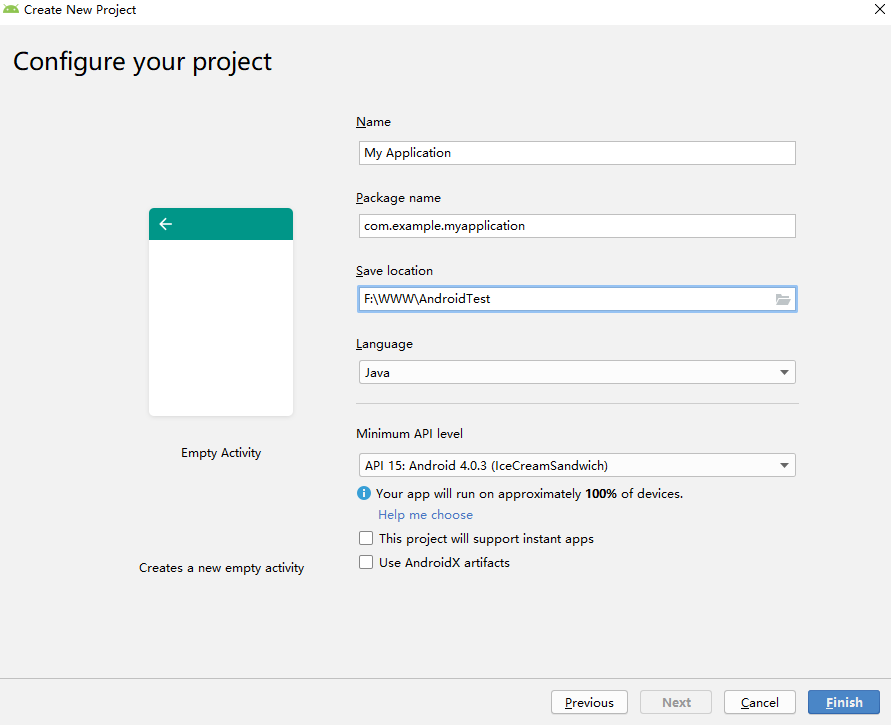 Create New Project
Configure your project
Name
My Application
Package name
com.example.myapplication
Save location
F:\WWW\AndroidTest
Language
Java
Minimum API level
API 15: Android 4.0.3 (IceCreamSandwich)
Your app will run on approximately 100% of devices.
Help me choose
This project will support instant apps
Use AndroidX artifacts
Empty Activity
Creates a new empty activity
Previous
Next
Cancel
Finish